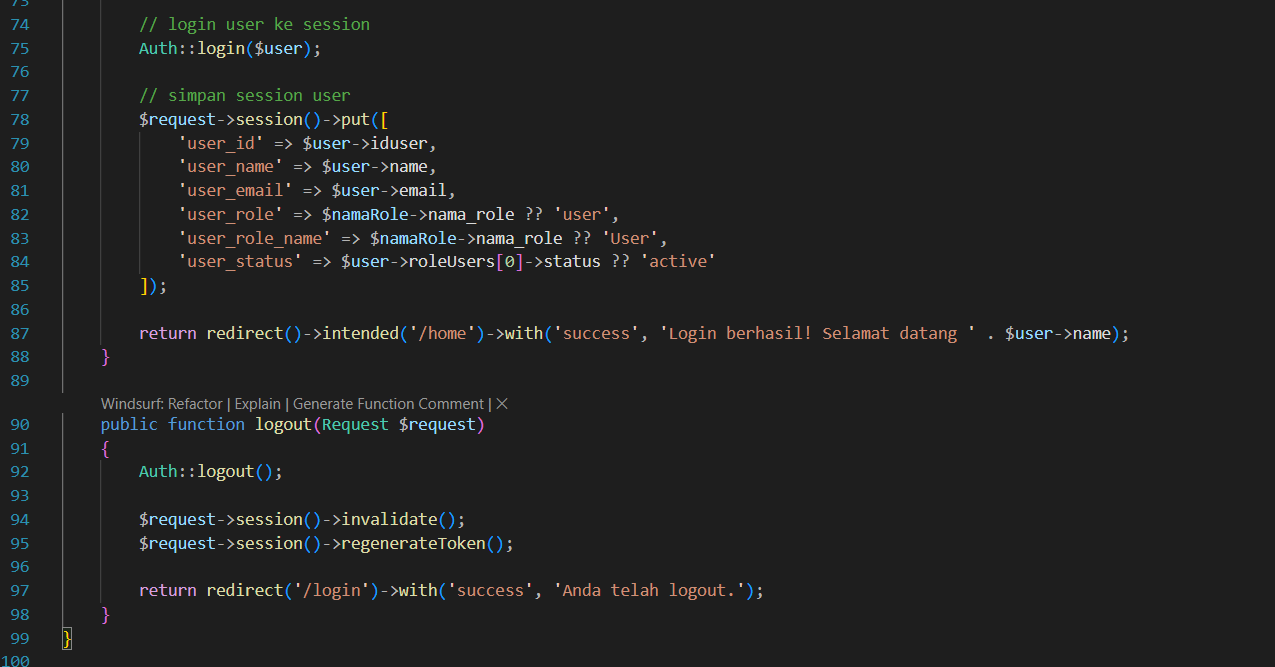 73
74 // login user ke session
75 Auth::login($user);
76
77 // simpan session user
78 $request->session()->put([
79 'user_id' => $user->iduser,
80 'user_name' => $user->name,
81 'user_email' => $user->email,
82 'user_role' => $namaRole->nama_role ?? 'user',
83 'user_role_name' => $namaRole->nama_role ?? 'User',
84 'user_status' => $user->roleUsers[0]->status ?? 'active'
85 ]);
86
87 return redirect()->intended('/home')->with('success', 'Login berhasil! Selamat datang ' . $user->name);
88 }
89
Windsurf: Refactor | Explain | Generate Function Comment | ✕
90 public function logout(Request $request)
91 {
92 Auth::logout();
93
94 $request->session()->invalidate();
95 $request->session()->regenerateToken();
96
97 return redirect('/login')->with('success', 'Anda telah logout.');
98 }
99 }
100